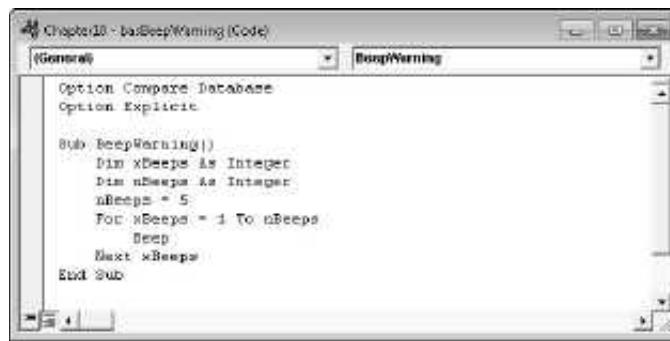 Chapter10 - basBeepWarning (Code)
(General) BeepWarning
Option Compare Database
Option Explicit
Sub BeepWarning()
Dim xBeeps As Integer
Dim nBeeps As Integer
nBeeps = 5
For xBeeps = 1 To nBeeps
Beep
Next xBeeps
End Sub